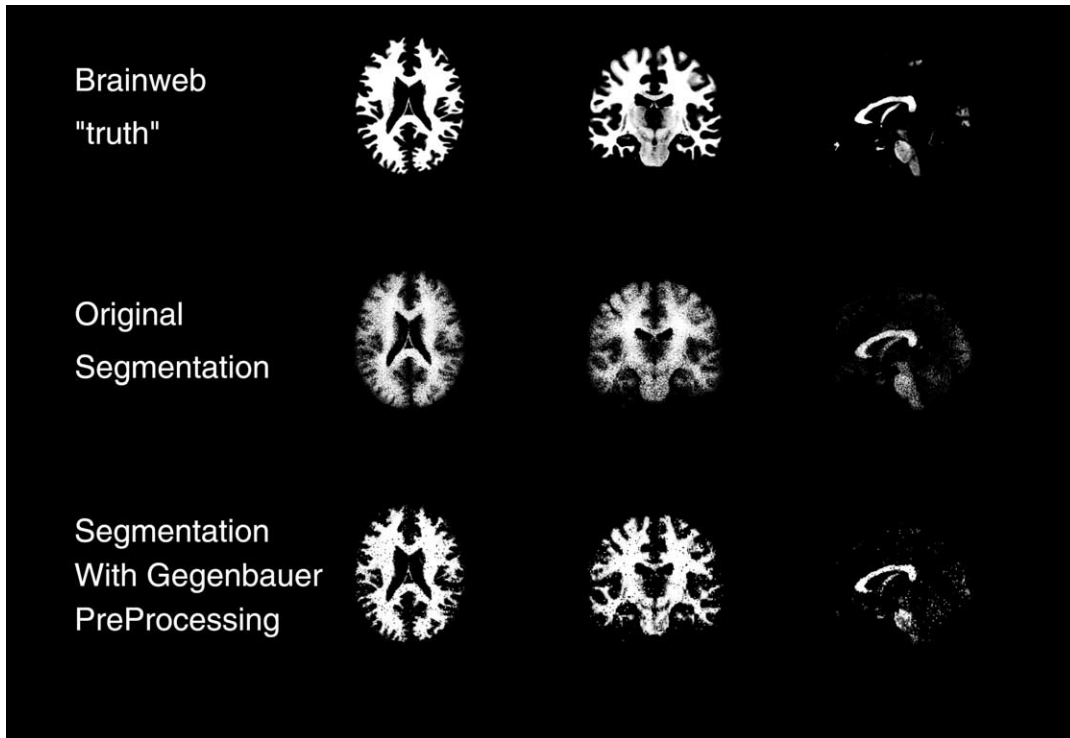 Brainweb
"truth"
Original
Segmentation
Segmentation
With Gegenbauer
PreProcessing